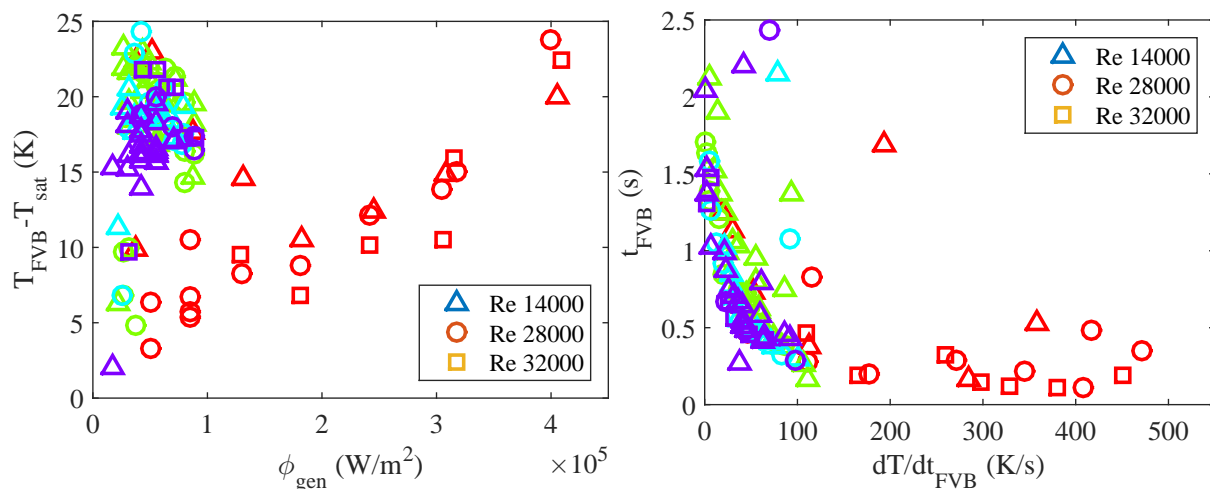 25
20
15
10
5
0
T_FVB-T_sat (K)
0 1 2 3 4
×10^5
ϕ_gen (W/m^2)
Re 14000
Re 28000
Re 32000
2.5
2
1.5
1
0.5
0
t_FVB (s)
0 100 200 300 400 500
dT/dt_FVB (K/s)
Re 14000
Re 28000
Re 32000